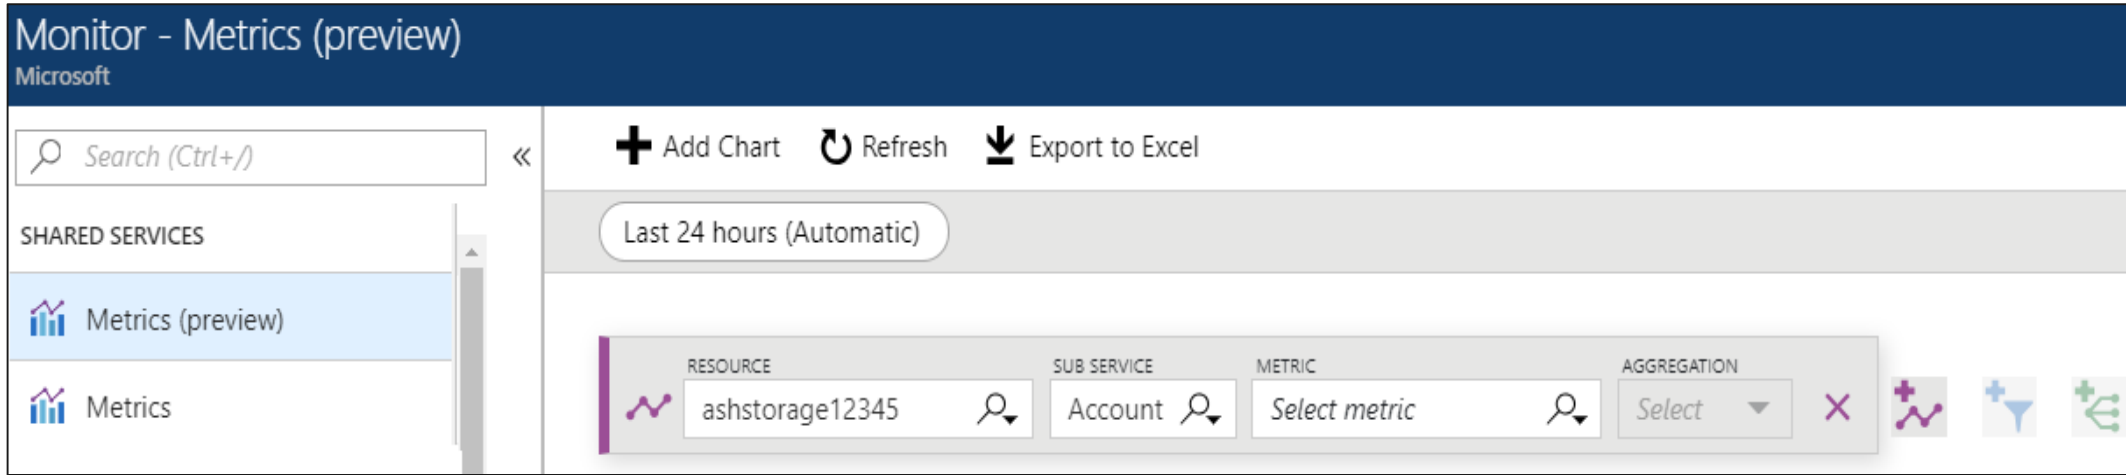 Monitor - Metrics (preview)
Microsoft
Search (Ctrl+/)
«
Add Chart Refresh Export to Excel
SHARED SERVICES
Last 24 hours (Automatic)
Metrics (preview)
Metrics
RESOURCE SUB SERVICE METRIC AGGREGATION
ashstorage12345 Account Select metric Select